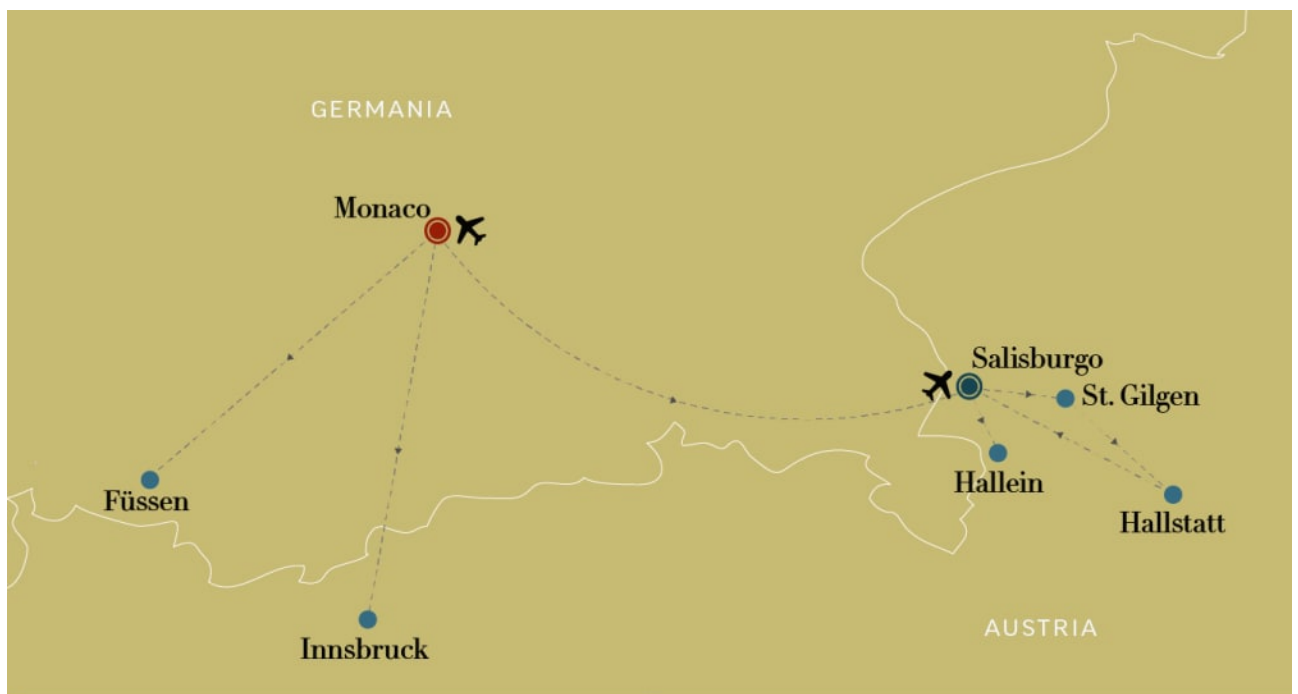 GERMANIA
Monaco
Salisburgo
St. Gilgen
Hallein
Füssen
Hallstatt
AUSTRIA
Innsbruck